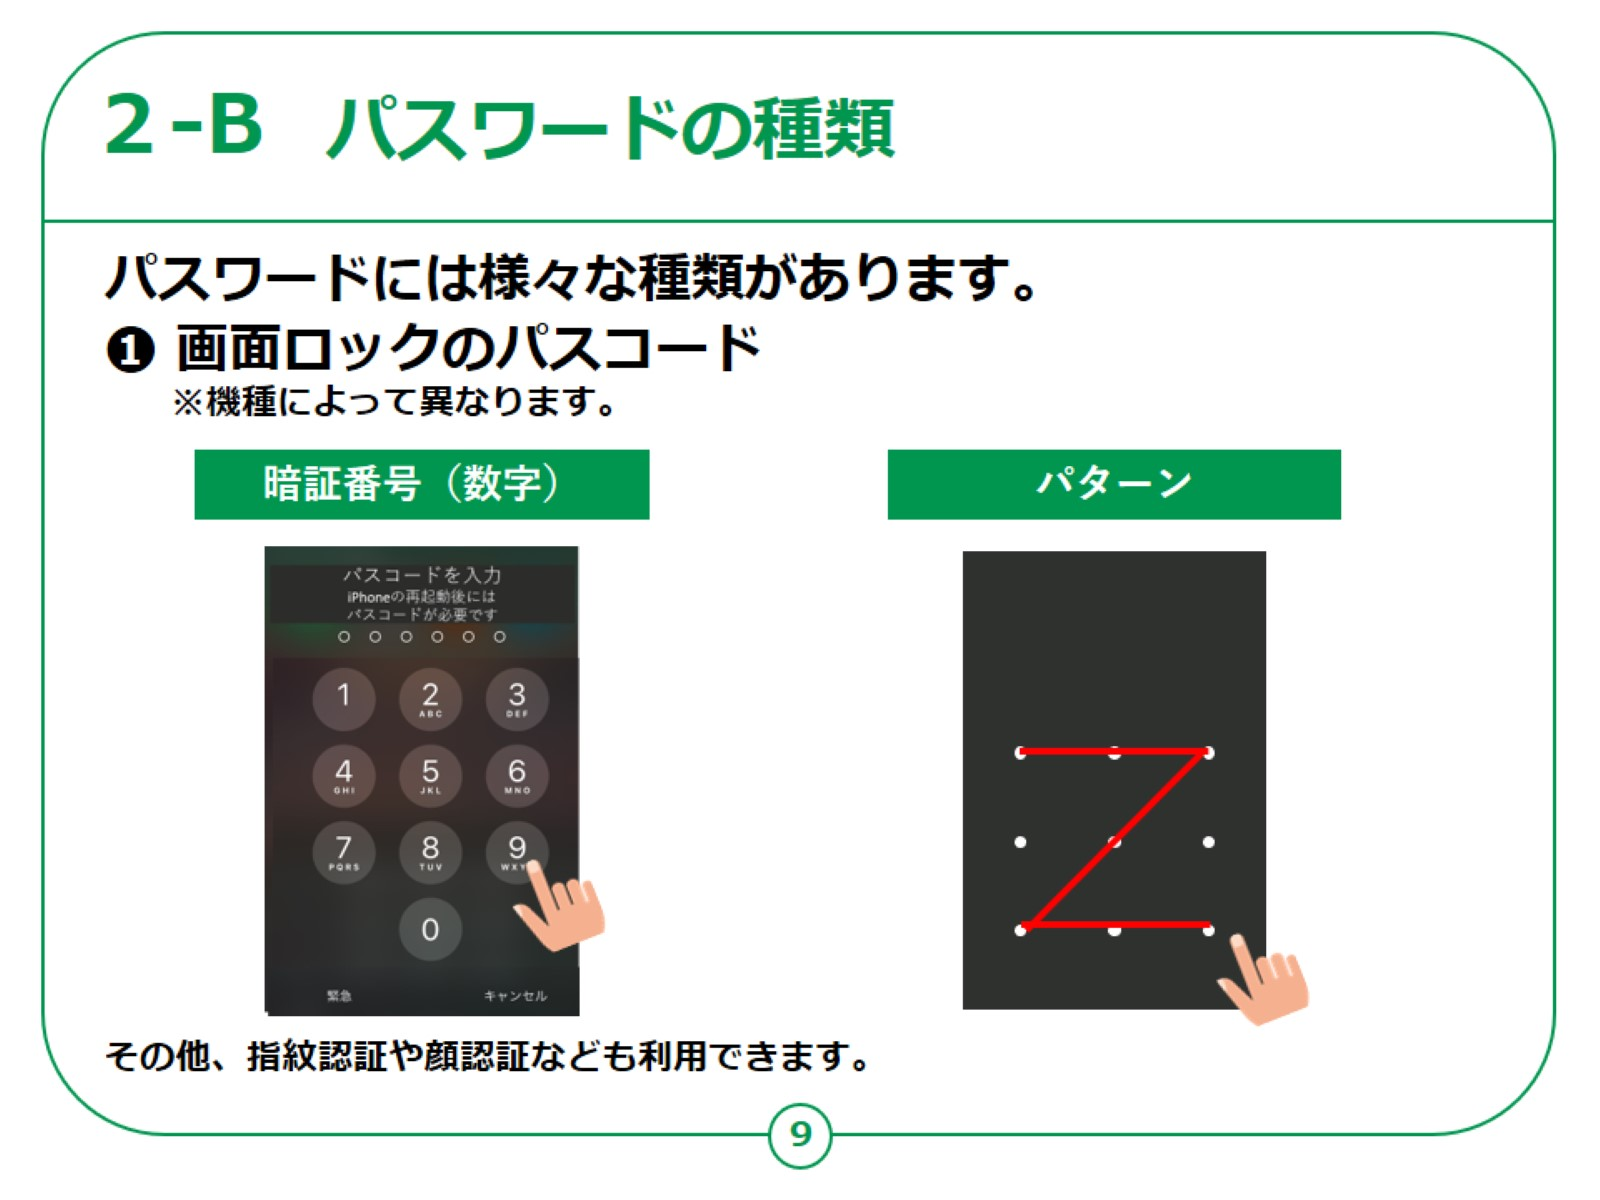 ２-B　パスワードの種類
パスワードには様々な種類があります。
❶ 画面ロックのパスコード
※機種によって異なります。
暗証番号（数字）
パターン
パスコードを入力
iPhoneの再起動後には
パスコードが必要です
1
2
ABC
3
DEF
4
GHI
5
JKL
6
MNO
7
PQRS
8
TUV
9
WXY
0
緊急
キャンセル
その他、指紋認証や顔認証なども利用できます。
9